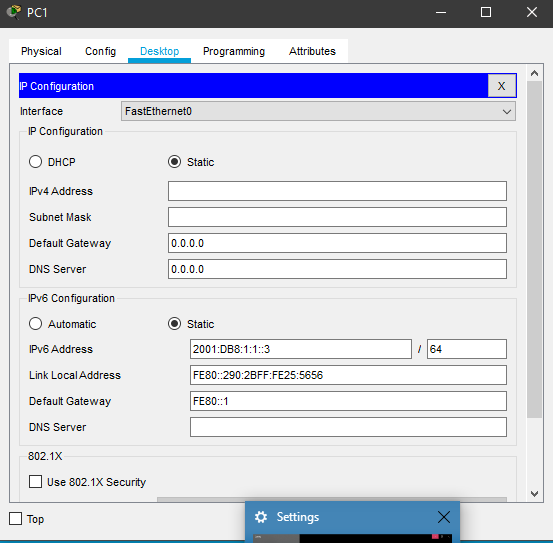 PC1
Physical Config Desktop Programming Attributes
IP Configuration X
Interface FastEthernet0
IP Configuration
DHCP Static
IPv4 Address
Subnet Mask
Default Gateway 0.0.0.0
DNS Server 0.0.0.0
IPv6 Configuration
Automatic Static
IPv6 Address 2001:DB8:1:1::3 / 64
Link Local Address FE80::290:2BFF:FE25:5656
Default Gateway FE80::1
DNS Server
802.1X
Use 802.1X Security
Top
Settings